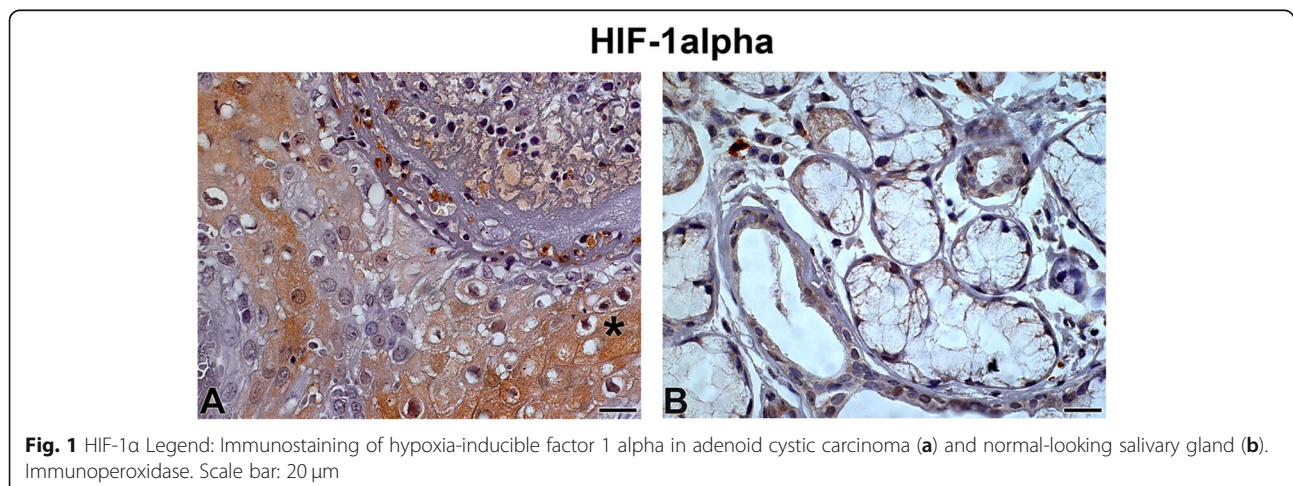 HIF-1alpha
*
A
B
Fig. 1 HIF-1α Legend: Immunostaining of hypoxia-inducible factor 1 alpha in adenoid cystic carcinoma (a) and normal-looking salivary gland (b).
Immunoperoxidase. Scale bar: 20 μm